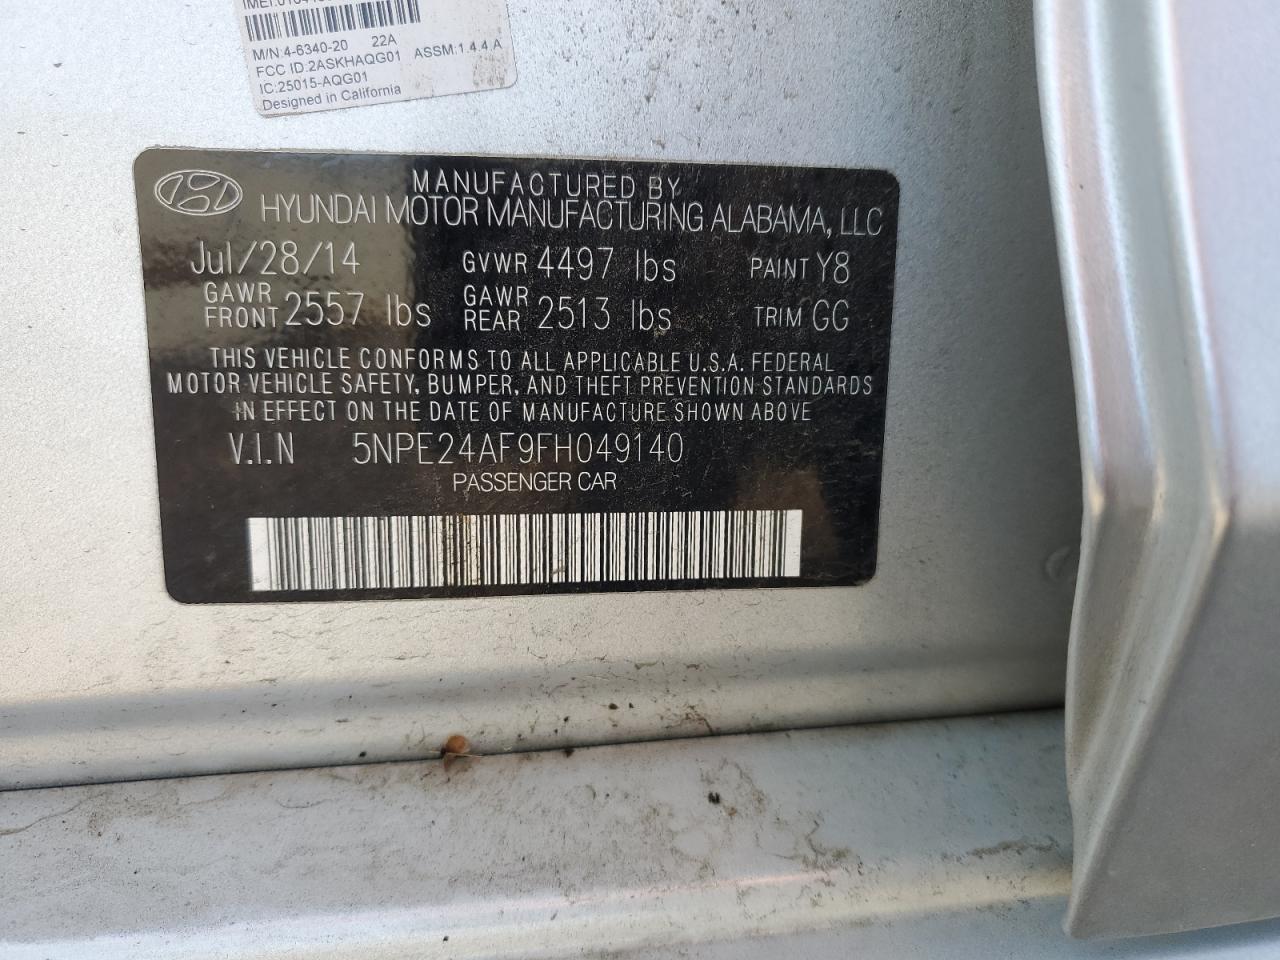 M/N:4-6340-20 22A
FCC ID:2ASKHAQG01 ASSM:1.4.4.A
IC:25015-AQG01
Designed in California
MANUFACTURED BY
HYUNDAI MOTOR MANUFACTURING ALABAMA, LLC
Jul/28/14 GVWR 4497 lbs PAINT Y8
GAWR FRONT 2557 lbs GAWR REAR 2513 lbs TRIM GG
THIS VEHICLE CONFORMS TO ALL APPLICABLE U.S.A. FEDERAL
MOTOR VEHICLE SAFETY, BUMPER, AND THEFT PREVENTION STANDARDS
IN EFFECT ON THE DATE OF MANUFACTURE SHOWN ABOVE
V.I.N 5NPE24AF9FH049140
PASSENGER CAR